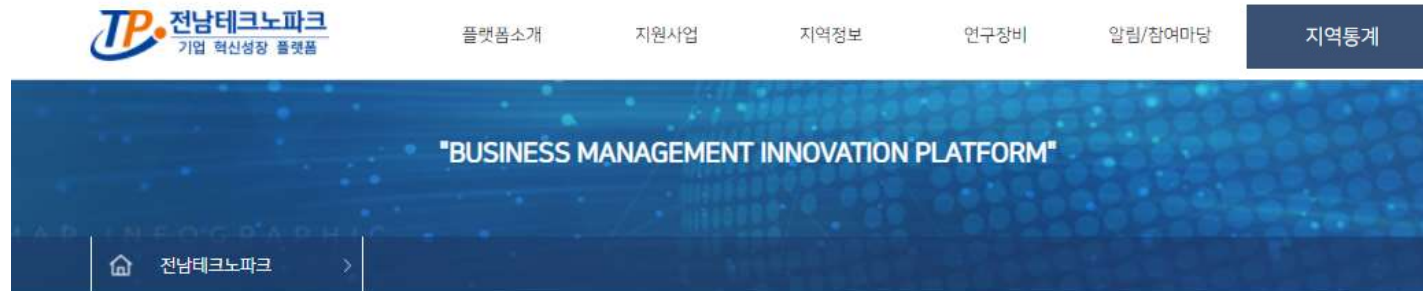 TP 전남테크노파크
기업 혁신성장 플랫폼
플랫폼소개 지원사업 지역정보 연구장비 알림/참여마당 지역통계
"BUSINESS MANAGEMENT INNOVATION PLATFORM"
MAP INFOGRAPHIC
전남테크노파크 >